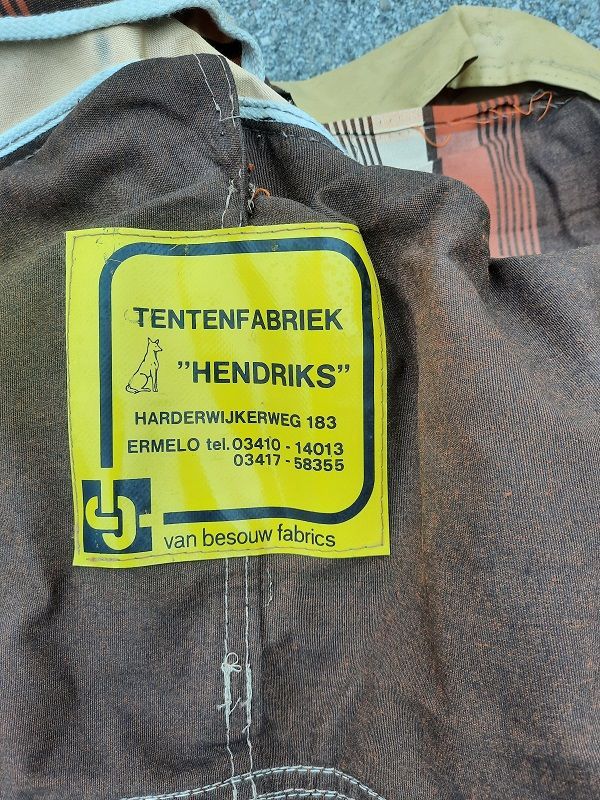 TENTENFABRIEK
"HENDRIKS"
HARDERWIJKERWEG 183
ERMELO tel. 03410 - 14013
03417 - 58355
van besouw fabrics